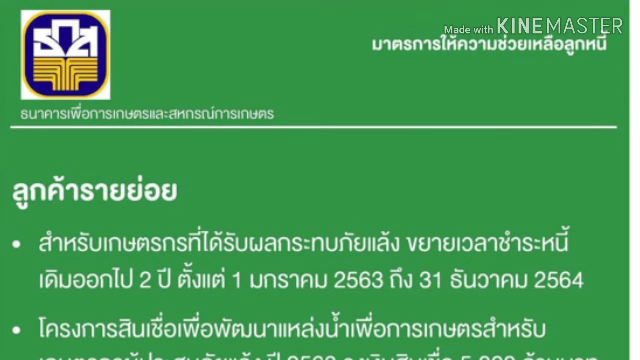 Made with KINEMASTER
ธกส
มาตรการให้ความช่วยเหลือลูกหนี้
ธนาคารเพื่อการเกษตรและสหกรณ์การเกษตร
ลูกค้ารายย่อย
• สำหรับเกษตรกรที่ได้รับผลกระทบภัยแล้ง ขยายเวลาชำระหนี้
เดิมออกไป 2 ปี ตั้งแต่ 1 มกราคม 2563 ถึง 31 ธันวาคม 2564
• โครงการสินเชื่อเพื่อพัฒนาแหล่งน้ำเพื่อการเกษตรสำหรับ